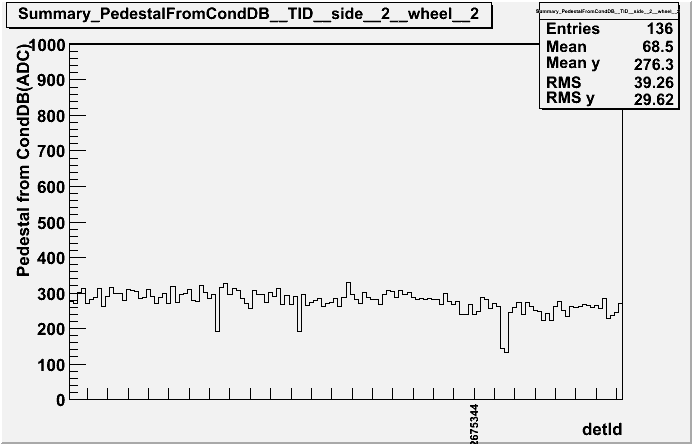 Summary_PedestalFromCondDB__TID__side__2__wheel__2
Summary_PedestalFromCondDB__TID__side__2__wheel__2
Entries 136
Mean 68.5
Mean y 276.3
RMS 39.26
RMS y 29.62
Pedestal from CondDB(ADC)
1000
900
800
700
600
500
400
300
200
100
0
2675344
detId